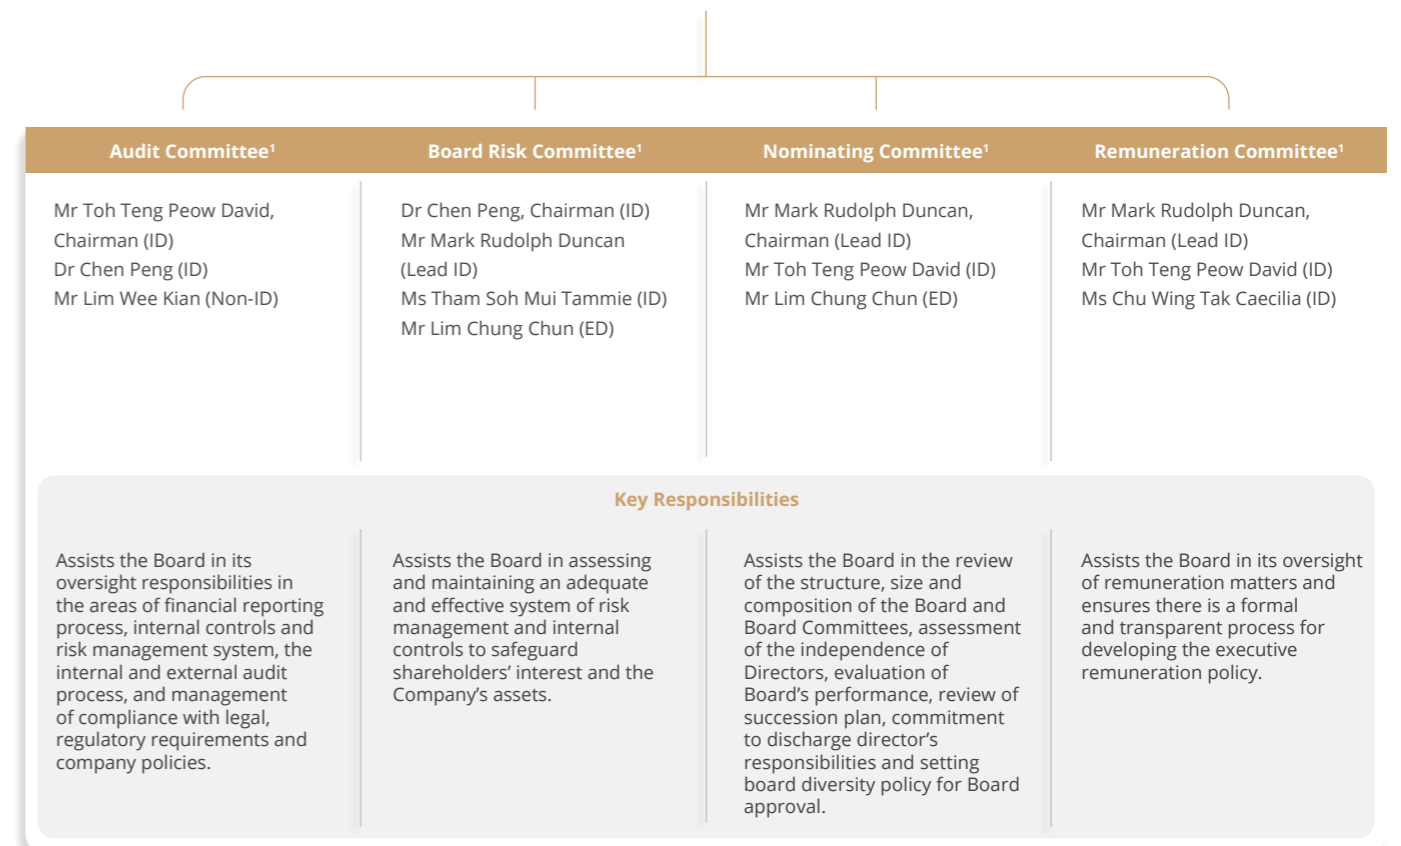 Audit Committee¹
Board Risk Committee¹
Nominating Committee¹
Remuneration Committee¹
Mr Toh Teng Peow David,
Chairman (ID)
Dr Chen Peng (ID)
Mr Lim Wee Kian (Non-ID)
Dr Chen Peng, Chairman (ID)
Mr Mark Rudolph Duncan
(Lead ID)
Ms Tham Soh Mui Tammie (ID)
Mr Lim Chung Chun (ED)
Mr Mark Rudolph Duncan,
Chairman (Lead ID)
Mr Toh Teng Peow David (ID)
Mr Lim Chung Chun (ED)
Mr Mark Rudolph Duncan,
Chairman (Lead ID)
Mr Toh Teng Peow David (ID)
Ms Chu Wing Tak Caecilia (ID)
Key Responsibilities
Assists the Board in its
oversight responsibilities in
the areas of financial reporting
process, internal controls and
risk management system, the
internal and external audit
process, and management
of compliance with legal,
regulatory requirements and
company policies.
Assists the Board in assessing
and maintaining an adequate
and effective system of risk
management and internal
controls to safeguard
shareholders’ interest and the
Company’s assets.
Assists the Board in the review
of the structure, size and
composition of the Board and
Board Committees, assessment
of the independence of
Directors, evaluation of
Board’s performance, review of
succession plan, commitment
to discharge director’s
responsibilities and setting
board diversity policy for Board
approval.
Assists the Board in its oversight
of remuneration matters and
ensures there is a formal
and transparent process for
developing the executive
remuneration policy.